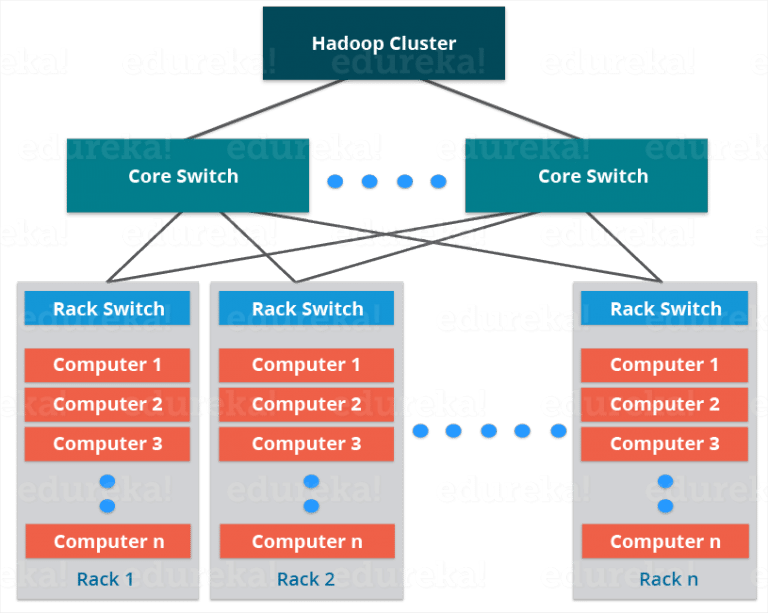 Hadoop Cluster
edureka!
Core Switch
Core Switch
Rack Switch
Rack Switch
Rack Switch
Computer 1
Computer 1
Computer 1
Computer 2
Computer 2
Computer 2
Computer 3
Computer 3
Computer 3
Computer n
Computer n
Computer n
Rack 1
Rack 2
Rack n